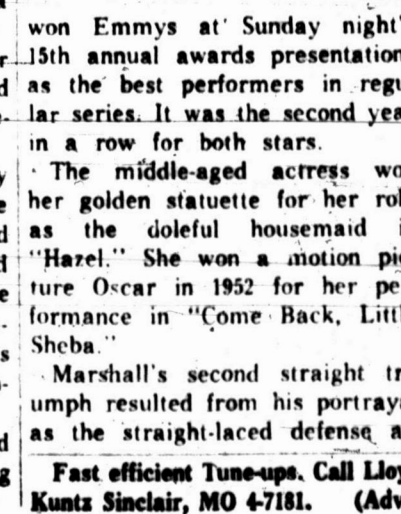 won Emmys at' Sunday night'
15th annual awards presentation
as the best performers in regu
lar series. It was the second yea
in a row for both stars.
The middle-aged actress wo
her golden statuette for her rol
as the doleful housemaid i
"Hazel." She won a motion pic
ture Oscar in 1952 for her pe
formance in "Come Back, Littl
Sheba."
Marshall's second straight tr
umph resulted from his portraya
as the straight-laced defense a
Fast efficient Tune-ups. Call Lloy
Kuntz Sinclair, MO 4-7181. (Adv